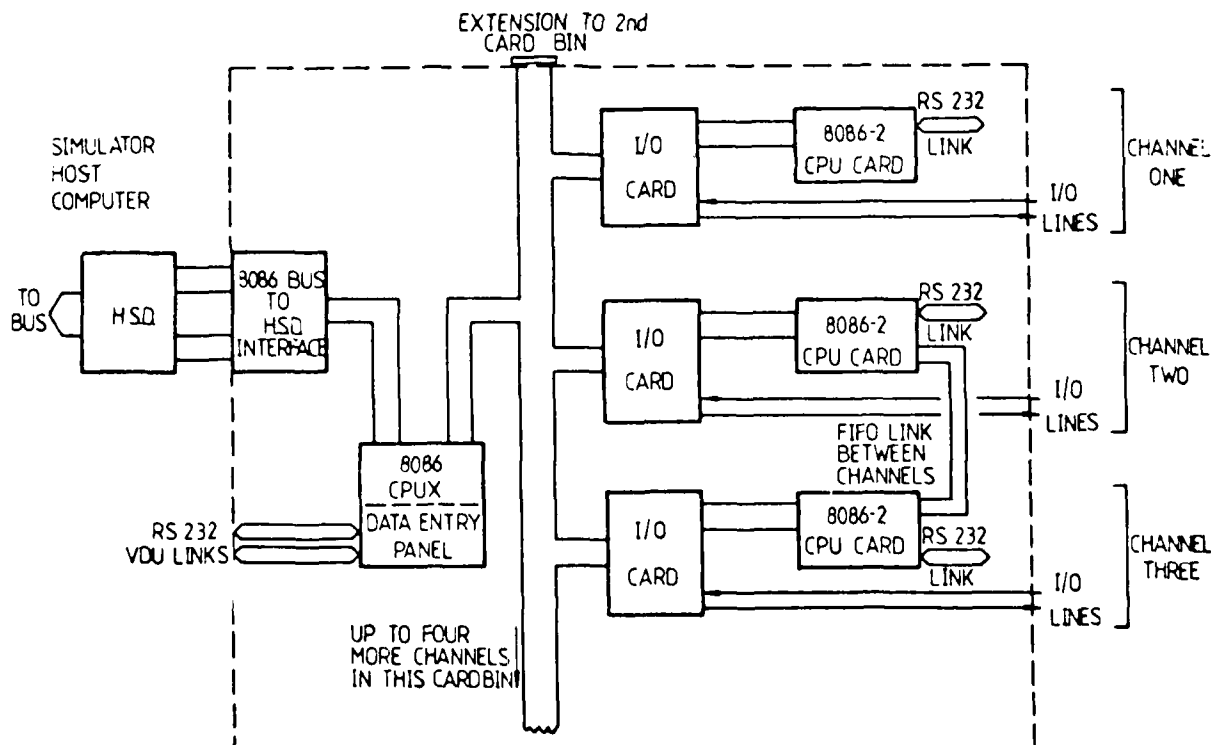 EXTENSION TO 2nd
CARD BIN
SIMULATOR
HOST
COMPUTER
TO
BUS
H.S.D.
8086 BUS
TO
H.S.D.
INTERFACE
8086
CPUX
DATA ENTRY
PANEL
RS 232
VDU LINKS
UP TO FOUR
MORE CHANNELS
IN THIS CARDBIN
I/O
CARD
8086-2
CPU CARD
RS 232
LINK
I/O
LINES
CHANNEL
ONE
I/O
CARD
8086-2
CPU CARD
RS 232
LINK
I/O
LINES
CHANNEL
TWO
FIFO LINK
BETWEEN
CHANNELS
I/O
CARD
8086-2
CPU CARD
RS 232
LINK
I/O
LINES
CHANNEL
THREE